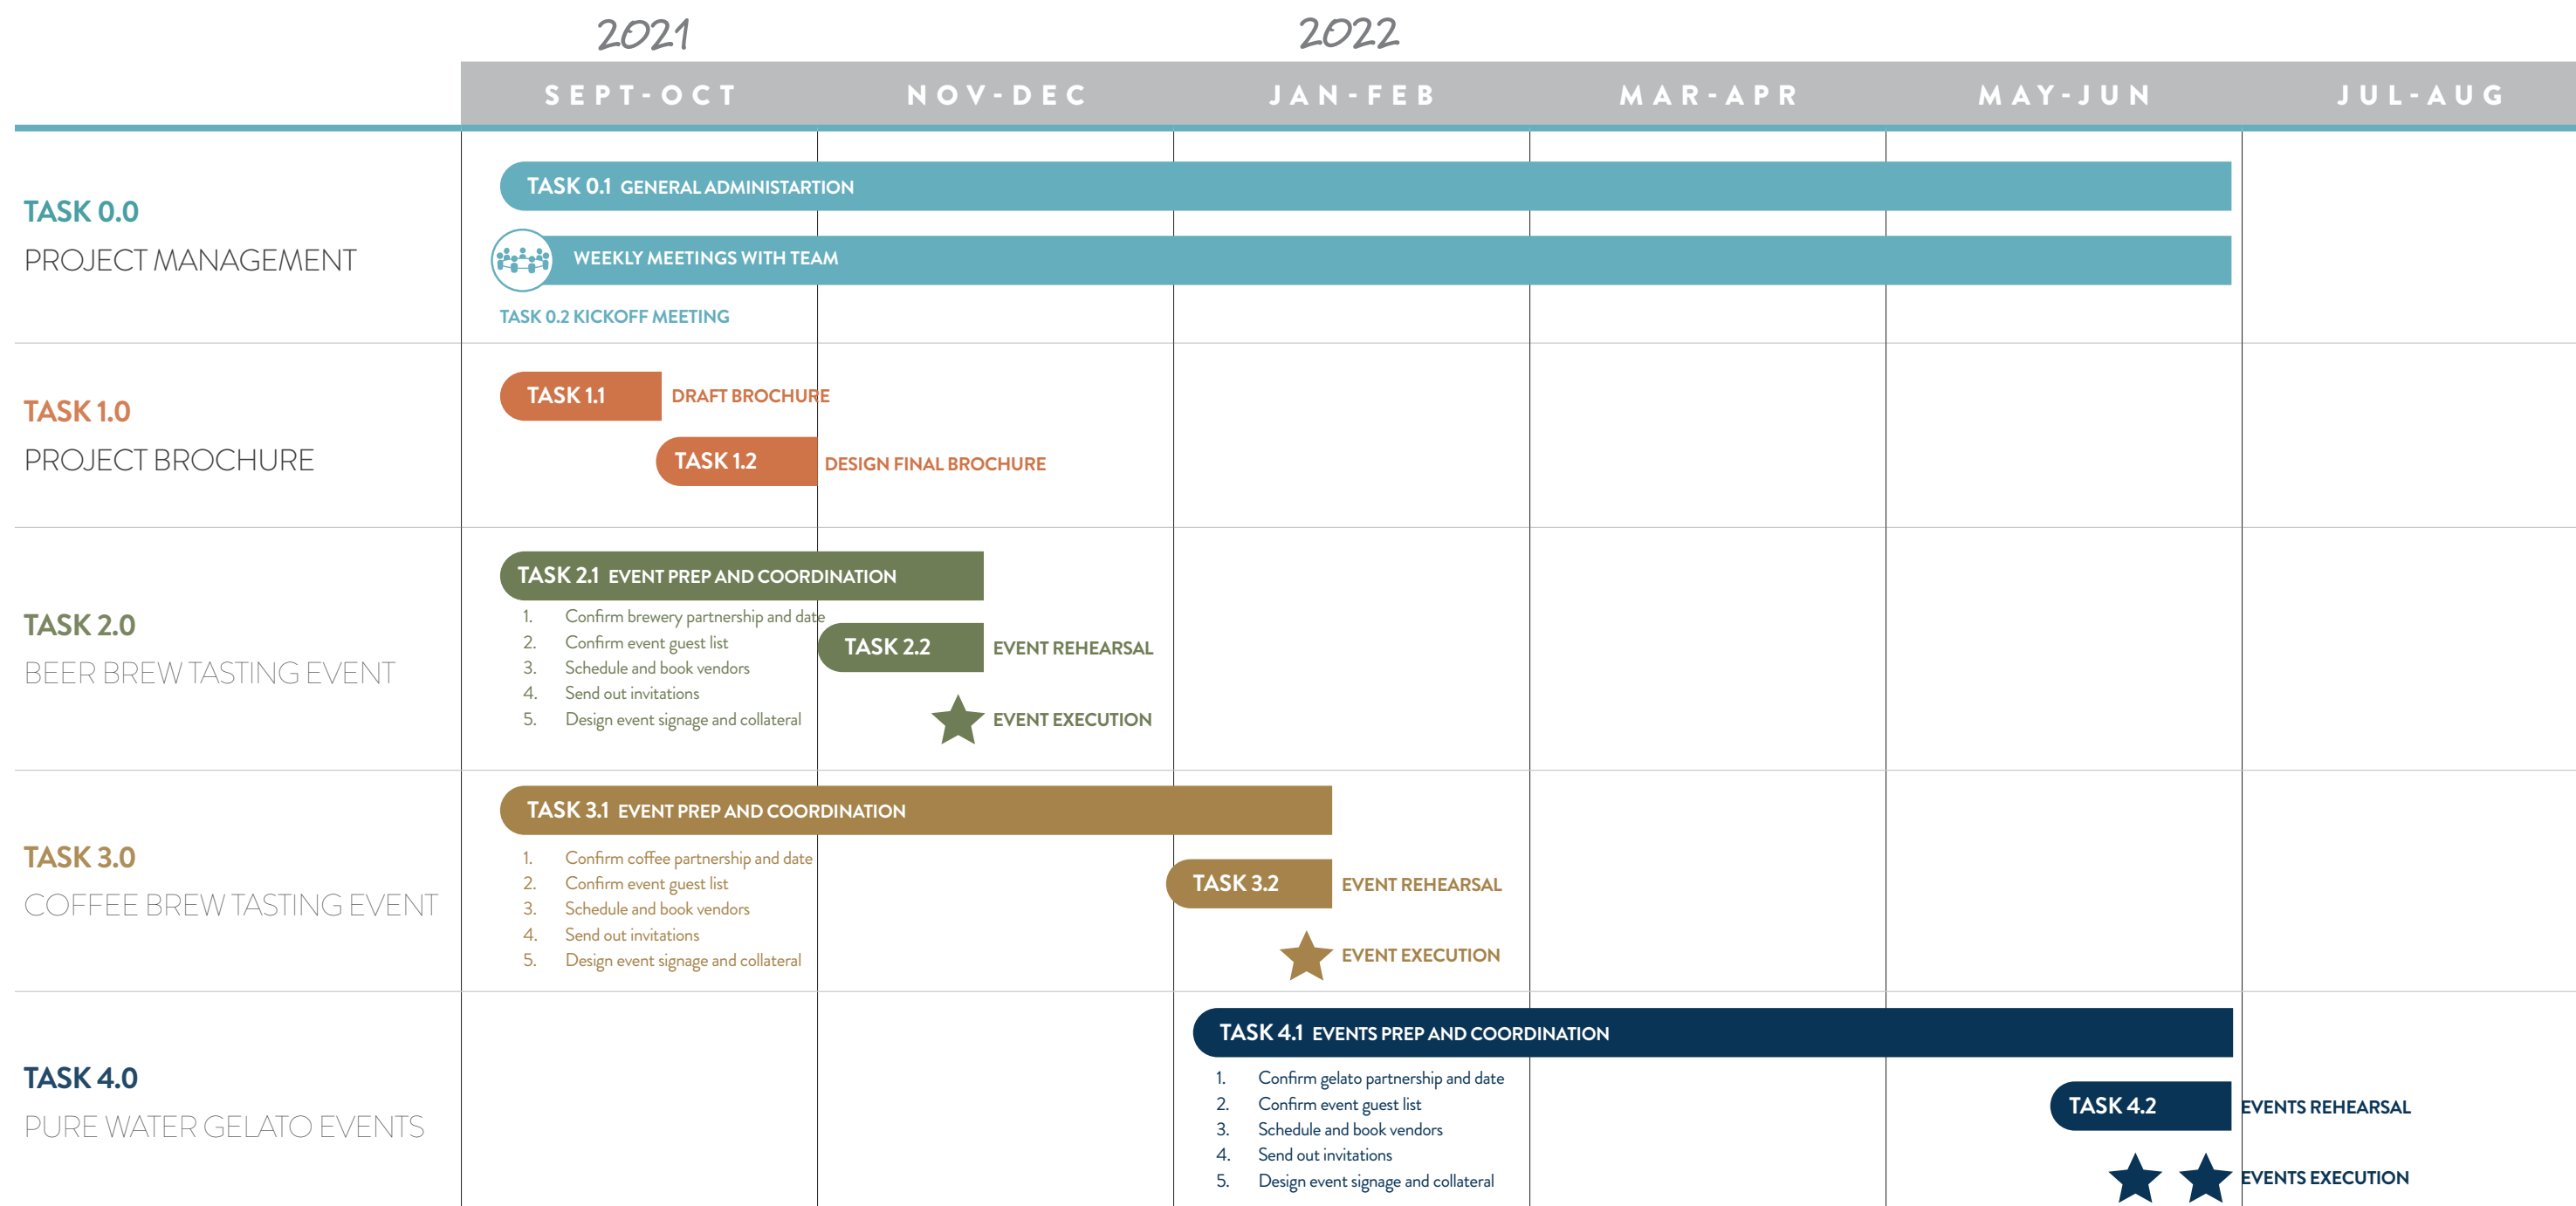 2021 2022
SEPT-OCT NOV-DEC JAN-FEB MAR-APR MAY-JUN JUL-AUG
TASK 0.0
PROJECT MANAGEMENT
TASK 0.1 GENERAL ADMINISTARTION
WEEKLY MEETINGS WITH TEAM
TASK 0.2 KICKOFF MEETING
TASK 1.0
PROJECT BROCHURE
TASK 1.1 DRAFT BROCHURE
TASK 1.2 DESIGN FINAL BROCHURE
TASK 2.0
BEER BREW TASTING EVENT
TASK 2.1 EVENT PREP AND COORDINATION
1. Confirm brewery partnership and date
2. Confirm event guest list
3. Schedule and book vendors
4. Send out invitations
5. Design event signage and collateral
TASK 2.2 EVENT REHEARSAL
EVENT EXECUTION
TASK 3.0
COFFEE BREW TASTING EVENT
TASK 3.1 EVENT PREP AND COORDINATION
1. Confirm coffee partnership and date
2. Confirm event guest list
3. Schedule and book vendors
4. Send out invitations
5. Design event signage and collateral
TASK 3.2 EVENT REHEARSAL
EVENT EXECUTION
TASK 4.0
PURE WATER GELATO EVENTS
TASK 4.1 EVENTS PREP AND COORDINATION
1. Confirm gelato partnership and date
2. Confirm event guest list
3. Schedule and book vendors
4. Send out invitations
5. Design event signage and collateral
TASK 4.2 EVENTS REHEARSAL
EVENTS EXECUTION